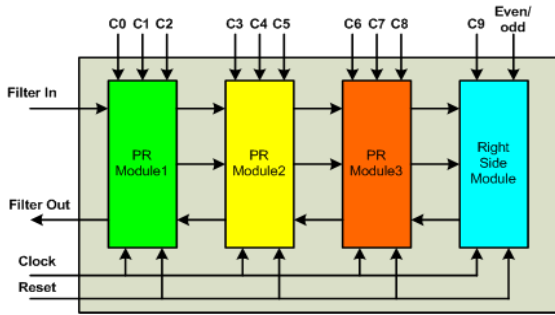 C0 C1 C2 C3 C4 C5 C6 C7 C8 C9 Even/
odd
Filter In
PR
Module1
PR
Module2
PR
Module3
Right
Side
Module
Filter Out
Clock
Reset